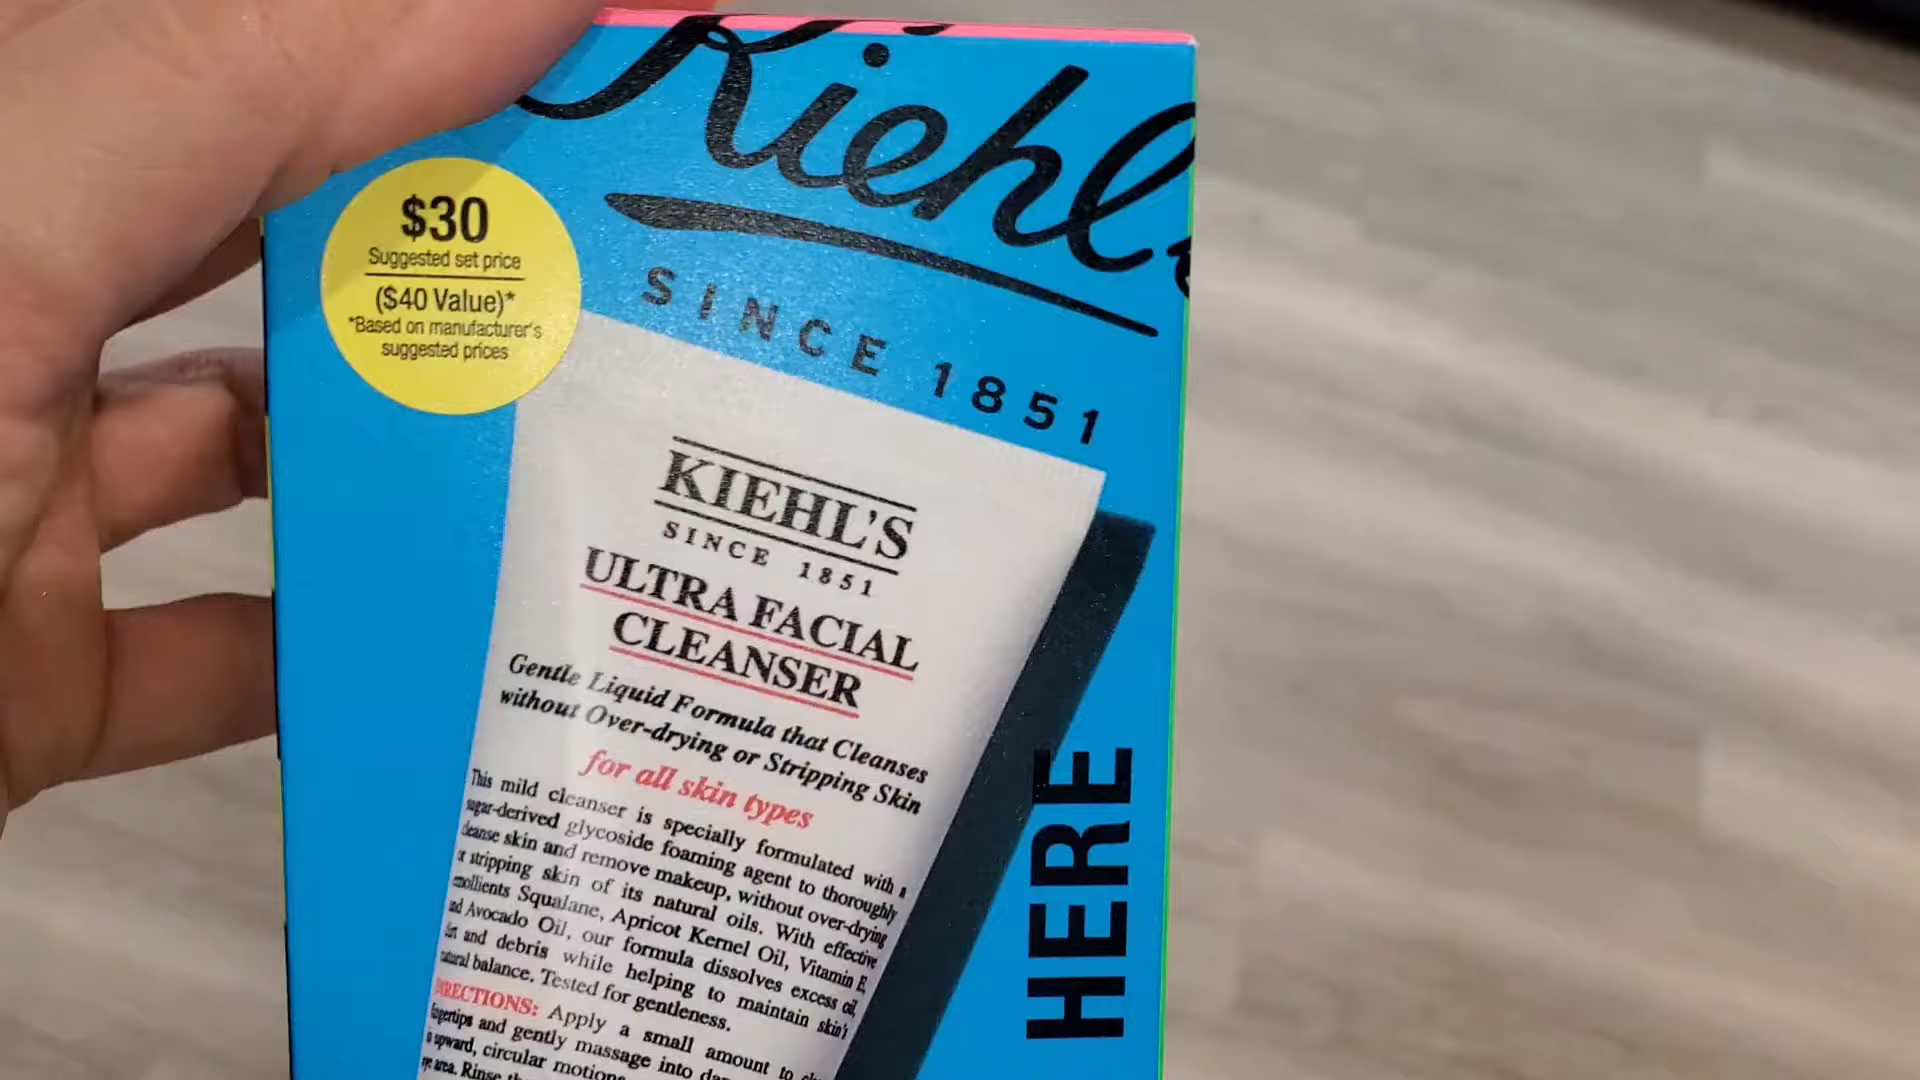 Kiehl's
SINCE 1851
$30
Suggested set price
($40 Value)*
*Based on manufacturer's
suggested prices
KIEHL'S
SINCE 1851
ULTRA FACIAL
CLEANSER
Gentle Liquid Formula that Cleanses
without Over-drying or Stripping Skin
for all skin types
This mild cleanser is specially formulated with a
sugar-derived glycoside foaming agent to thoroughly
cleanse skin and remove makeup, without over-drying
or stripping skin of its natural oils. With effective
emollients Squalane, Apricot Kernel Oil, Vitamin E,
and Avocado Oil, our formula dissolves excess oil,
dirt and debris while helping to maintain skin's
natural balance. Tested for gentleness.
DIRECTIONS: Apply a small amount to
fingertips and gently massage into
upward, circular motions
eye area. Rinse
HERE